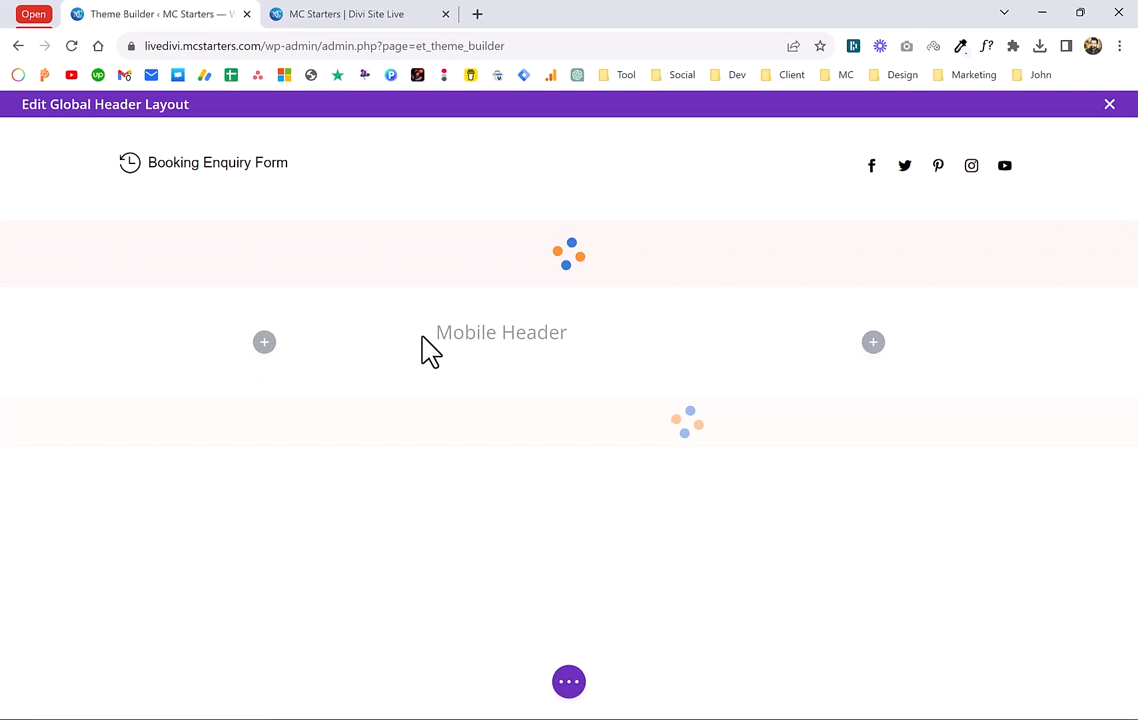 Open
Theme Builder ‹ MC Starters — W
MC Starters | Divi Site Live
livedivi.mcstarters.com/wp-admin/admin.php?page=et_theme_builder
Tool
Social
Dev
Client
MC
Design
Marketing
John
Edit Global Header Layout
Booking Enquiry Form
Mobile Header